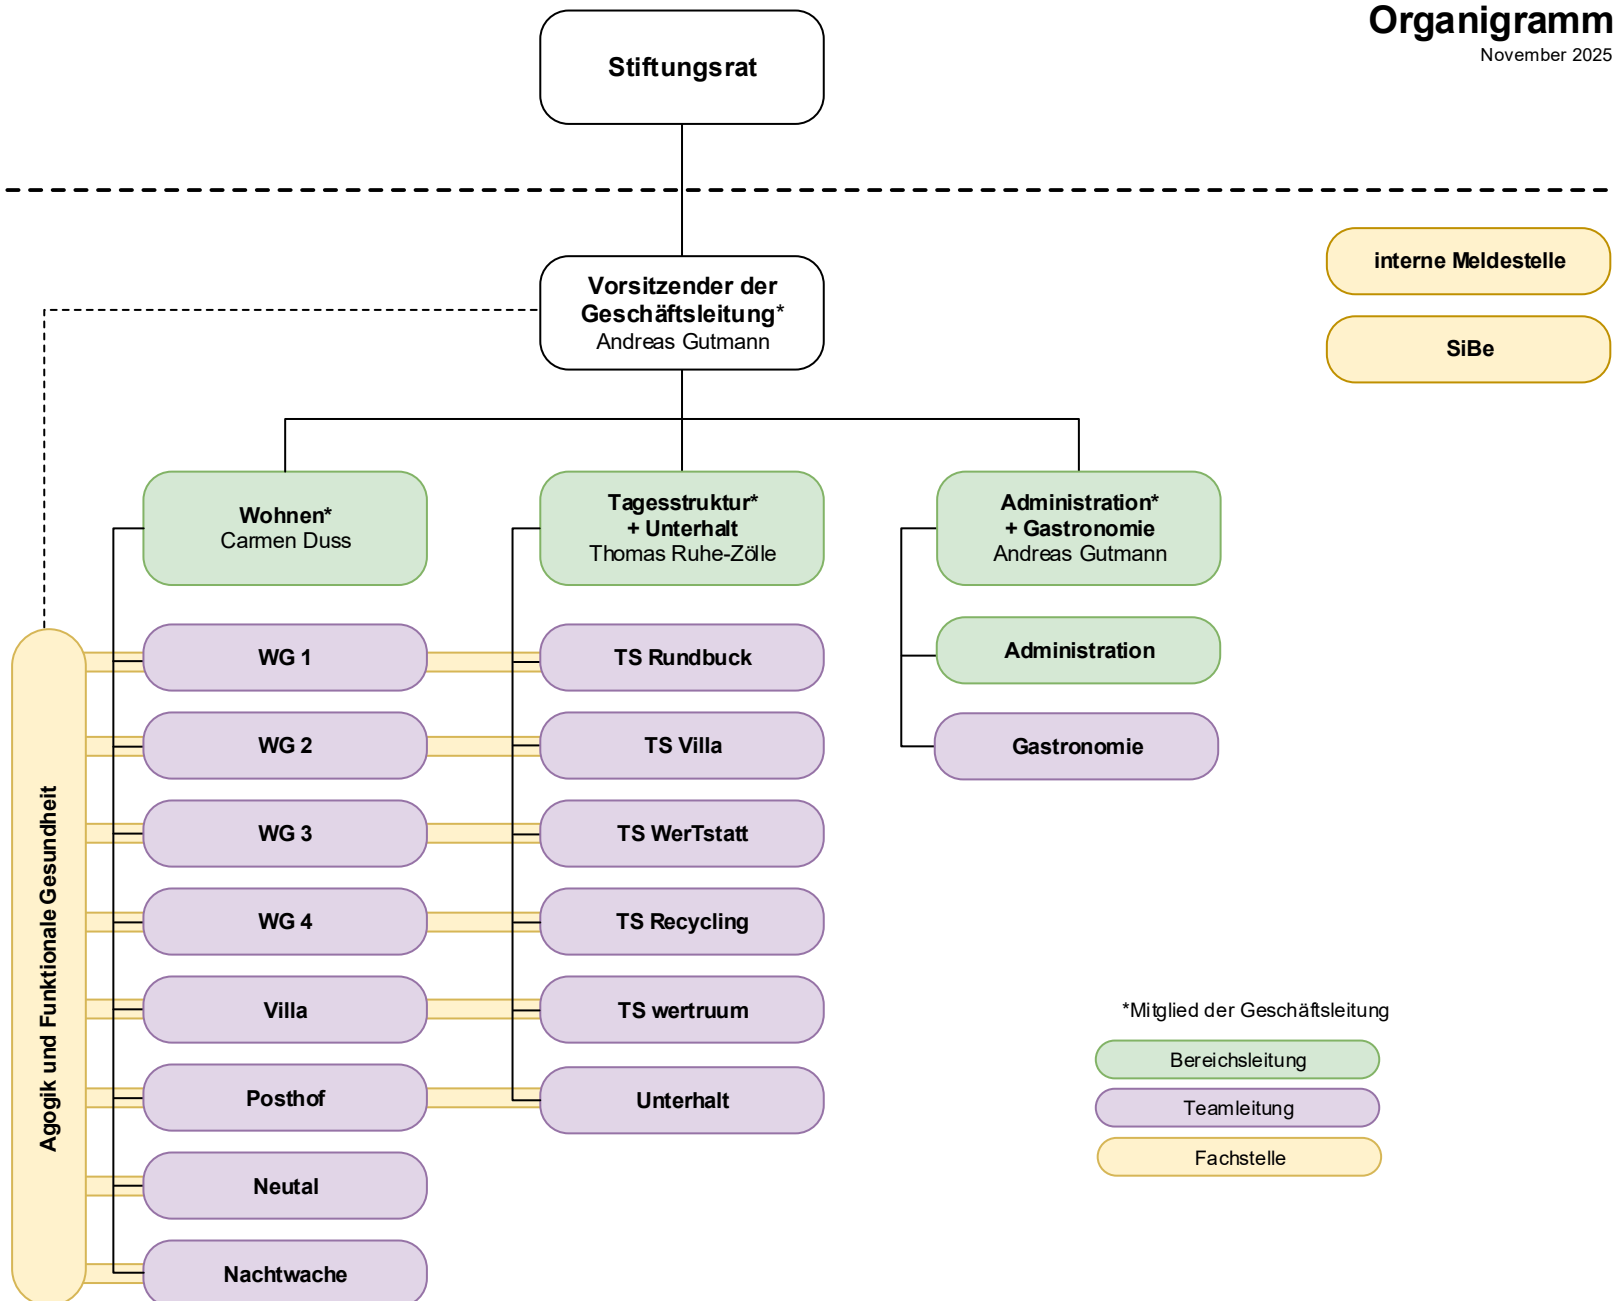 Organigramm
November 2025
Stiftungsrat
Vorsitzender der
Geschäftsleitung*
Andreas Gutmann
interne Meldestelle
SiBe
Wohnen*
Carmen Duss
Tagesstruktur*
+ Unterhalt
Thomas Ruhe-Zölle
Administration*
+ Gastronomie
Andreas Gutmann
Agogik und Funktionale Gesundheit
WG 1
WG 2
WG 3
WG 4
Villa
Posthof
Neutal
Nachtwache
TS Rundbuck
TS Villa
TS WerTstatt
TS Recycling
TS wertruum
Unterhalt
Administration
Gastronomie
*Mitglied der Geschäftsleitung
Bereichsleitung
Teamleitung
Fachstelle